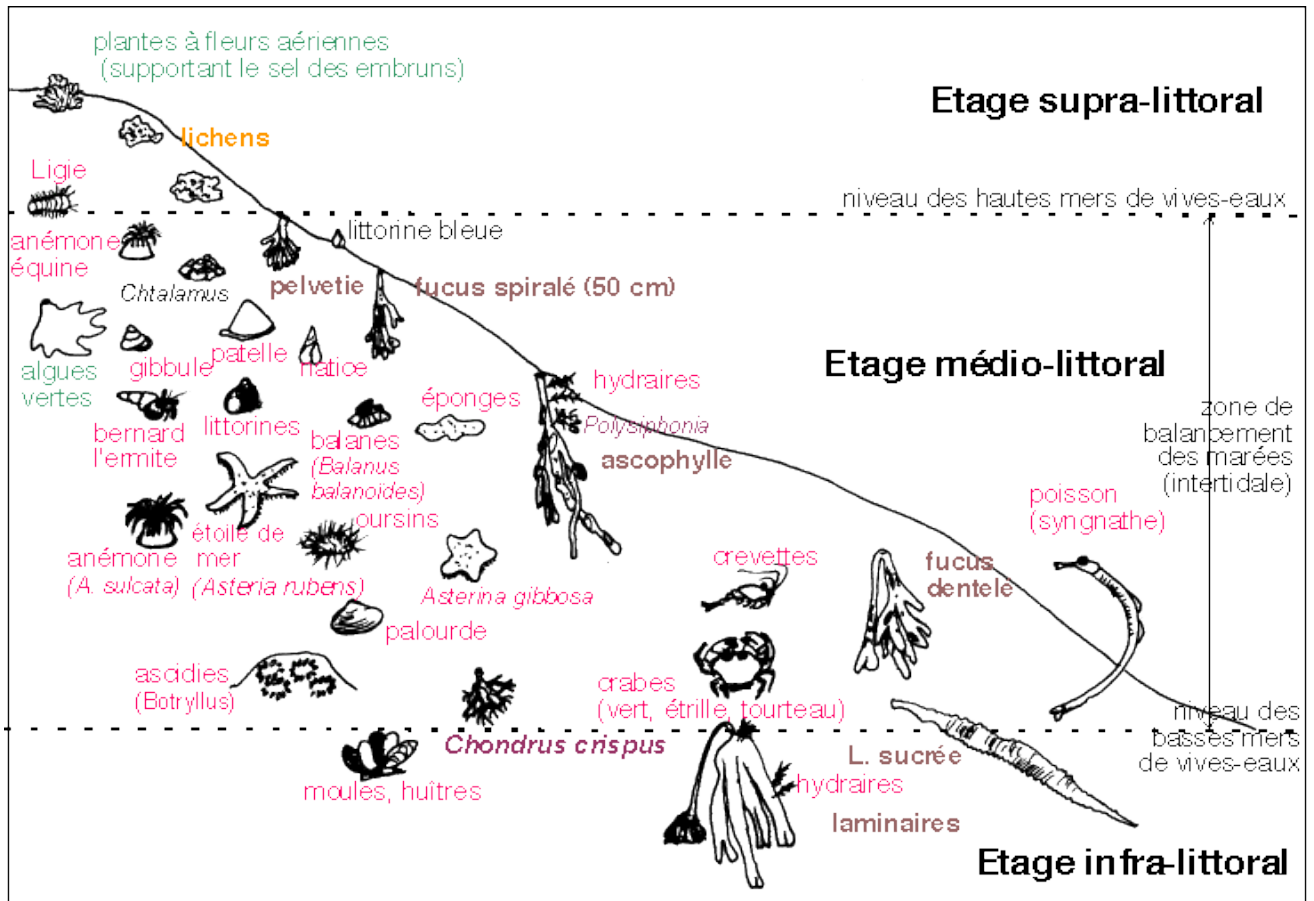 plantes à fleurs aériennes
(supportant le sel des embruns)
Etage supra-littoral
lichens
Ligie
niveau des hautes mers de vives-eaux
littorine bleue
anémone
équine
Chtalamus
pelvetie
fucus spiralé (50 cm)
algues
vertes
gibbule
patelle
natice
Etage médio-littoral
hydraires
Polysiphonia
ascophylle
éponges
zone de
balancement
des marées
(intertidale)
bernard
l'ermite
littorines
balanes
(Balanus
balanoïdes)
oursins
poisson
(syngnathe)
anémone
(A. sulcata)
étoile de
mer
(Asteria rubens)
Asterina gibbosa
crevettes
fucus
dentelé
palourde
ascidies
(Botryllus)
crabes
(vert, étrille, tourteau)
niveau des
basses mers
de vives-eaux
Chondrus crispus
L. sucrée
moules, huîtres
hydraires
laminaires
Etage infra-littoral